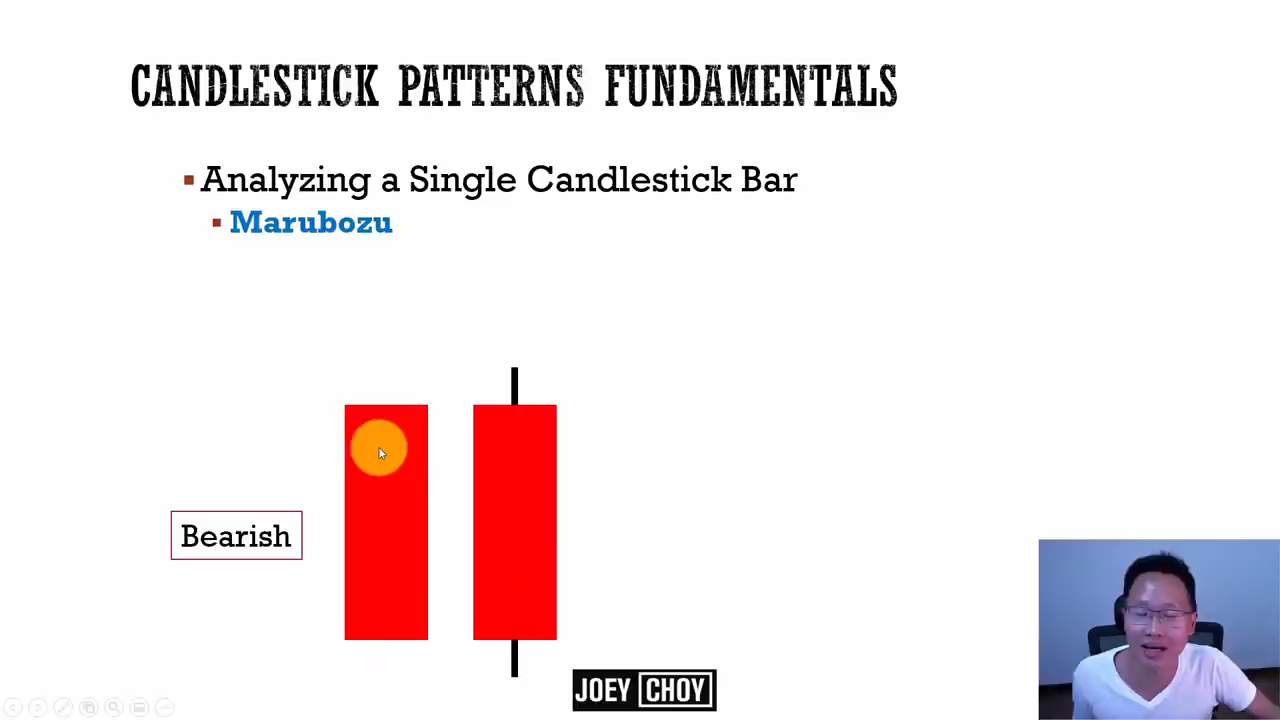 CANDLESTICK PATTERNS FUNDAMENTALS
Analyzing a Single Candlestick Bar
Marubozu
Bearish
JOEY CHOY